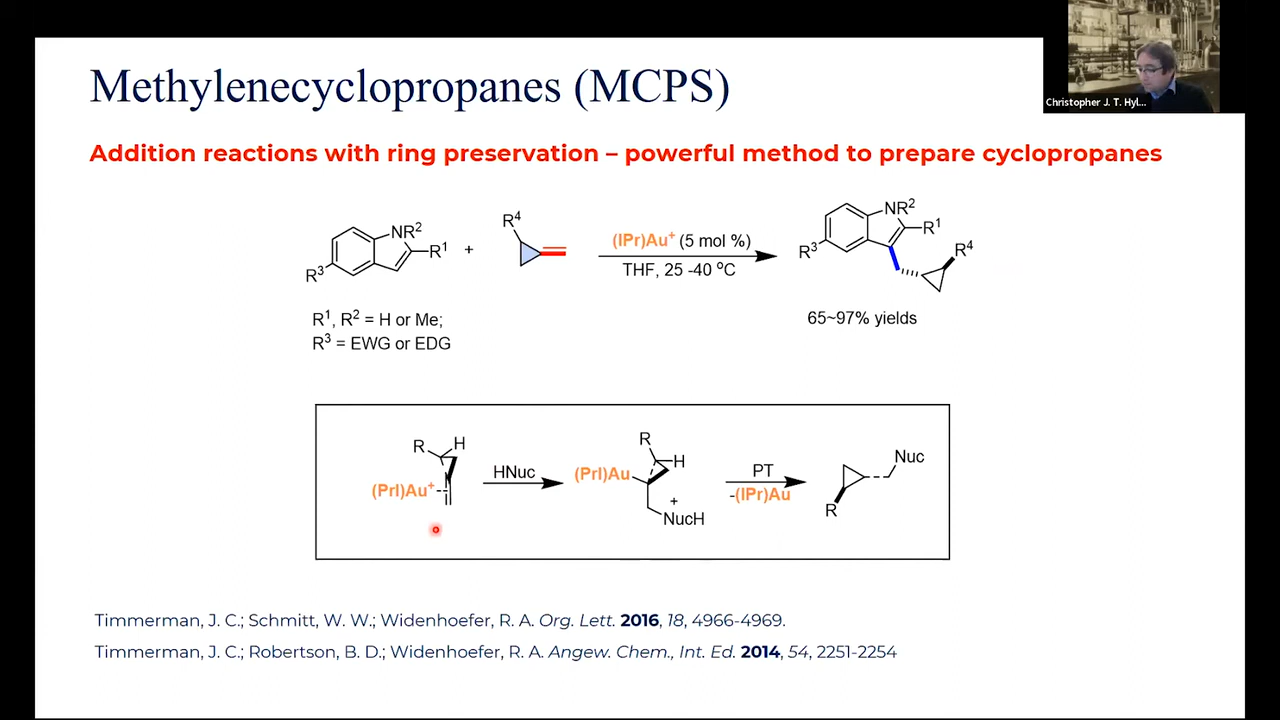 Methylenecyclopropanes (MCPS)
Christopher J. T. Hyl...
Addition reactions with ring preservation – powerful method to prepare cyclopropanes
NR2
R1
R3
+
R4
(IPr)Au+ (5 mol %)
THF, 25 -40 oC
NR2
R1
R3
R4
R1, R2 = H or Me;
R3 = EWG or EDG
65~97% yields
R
H
(PrI)Au+
HNuc
R
H
(PrI)Au
+
NucH
PT
-(IPr)Au
Nuc
R
Timmerman, J. C.; Schmitt, W. W.; Widenhoefer, R. A. Org. Lett. 2016, 18, 4966-4969.
Timmerman, J. C.; Robertson, B. D.; Widenhoefer, R. A. Angew. Chem., Int. Ed. 2014, 54, 2251-2254